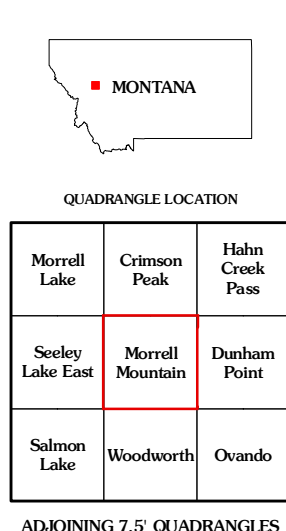 MONTANA
QUADRANGLE LOCATION
Morrell
Lake
Crimson
Peak
Hahn
Creek
Pass
Seeley
Lake East
Morrell
Mountain
Dunham
Point
Salmon
Lake
Woodworth
Ovando
ADJOINING 7.5' QUADRANGLES